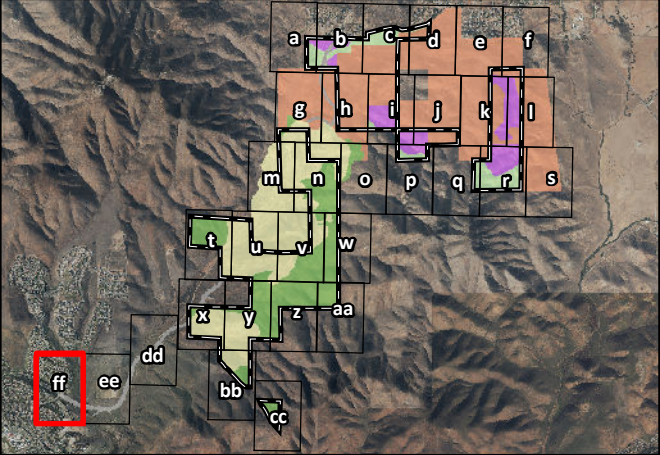 a b c d e f
g h i j k l
m n o p q r s
t u v w
x y z aa
dd
ff ee bb
cc